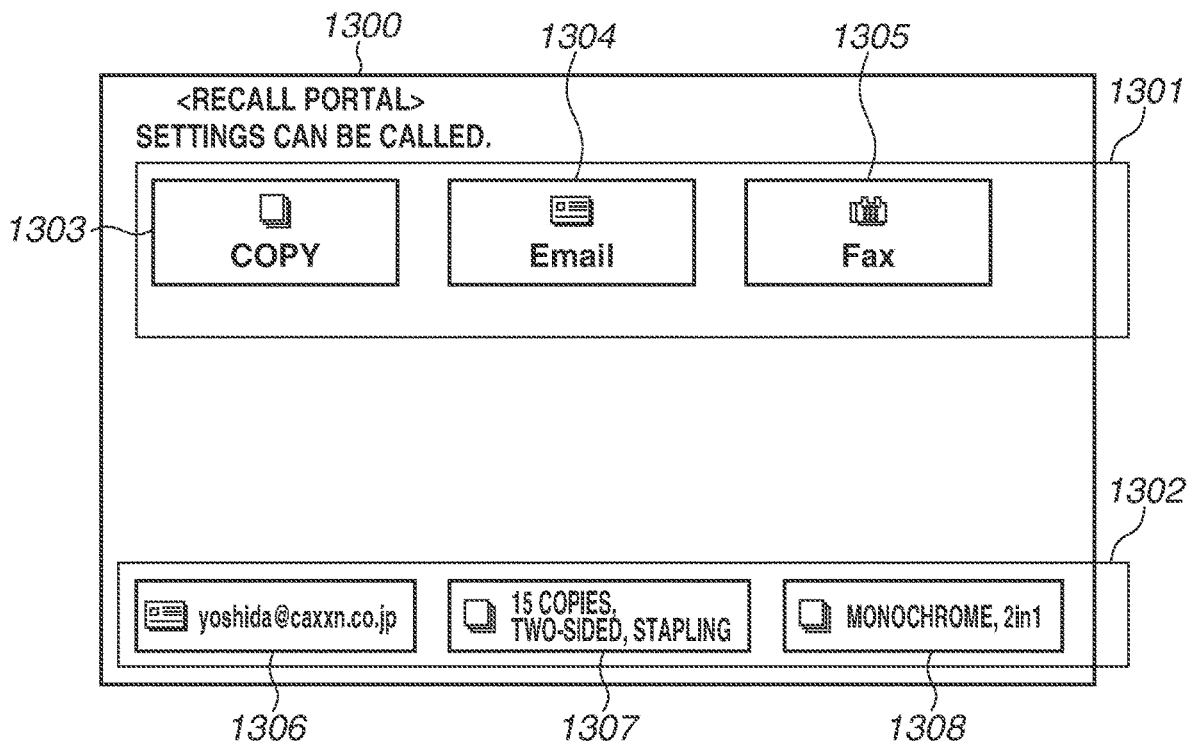 1300
1304
1305
1301
<RECALL PORTAL>
SETTINGS CAN BE CALLED.
1303
COPY
Email
Fax
1302
yoshida@caxxn.co.jp
15 COPIES,
TWO-SIDED, STAPLING
MONOCHROME, 2in1
1306
1307
1308